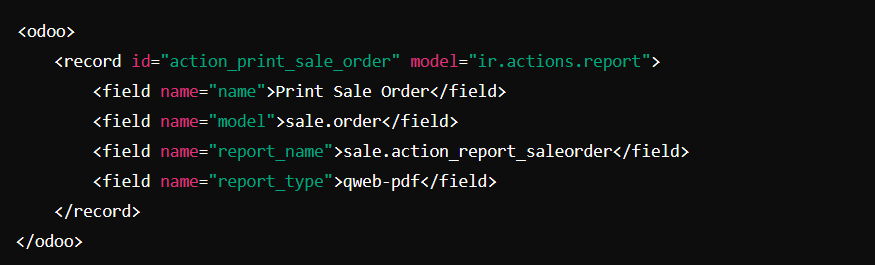 <odoo>
    <record id="action_print_sale_order" model="ir.actions.report">
        <field name="name">Print Sale Order</field>
        <field name="model">sale.order</field>
        <field name="report_name">sale.action_report_saleorder</field>
        <field name="report_type">qweb-pdf</field>
    </record>
</odoo>